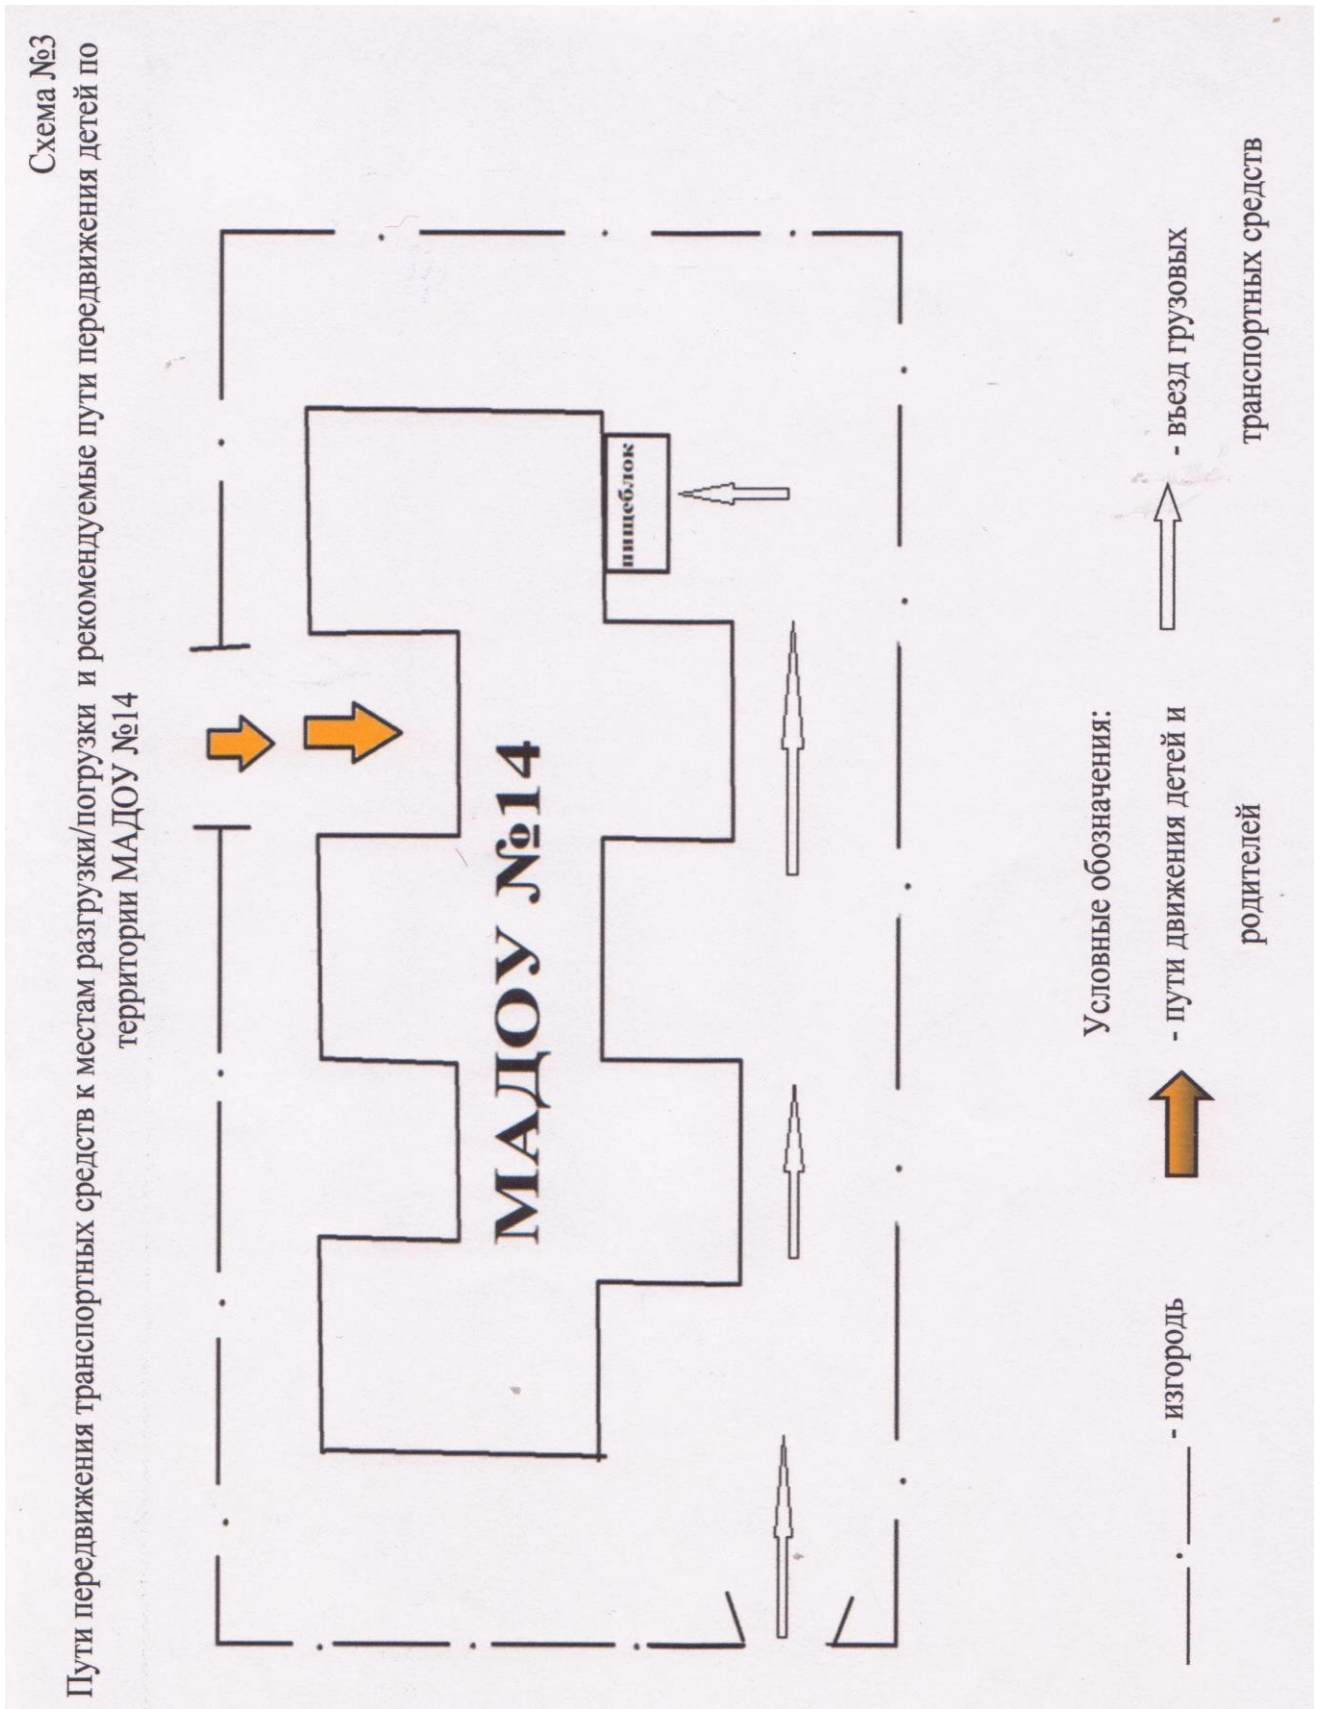 Схема №3
Пути передвижения транспортных средств к местам разгрузки/погрузки и рекомендуемые пути передвижения детей по
территории МАДОУ №14
МАДОУ №14
пищеблок
Условные обозначения:
- изгородь
- пути движения детей и
родителей
- въезд грузовых
транспортных средств